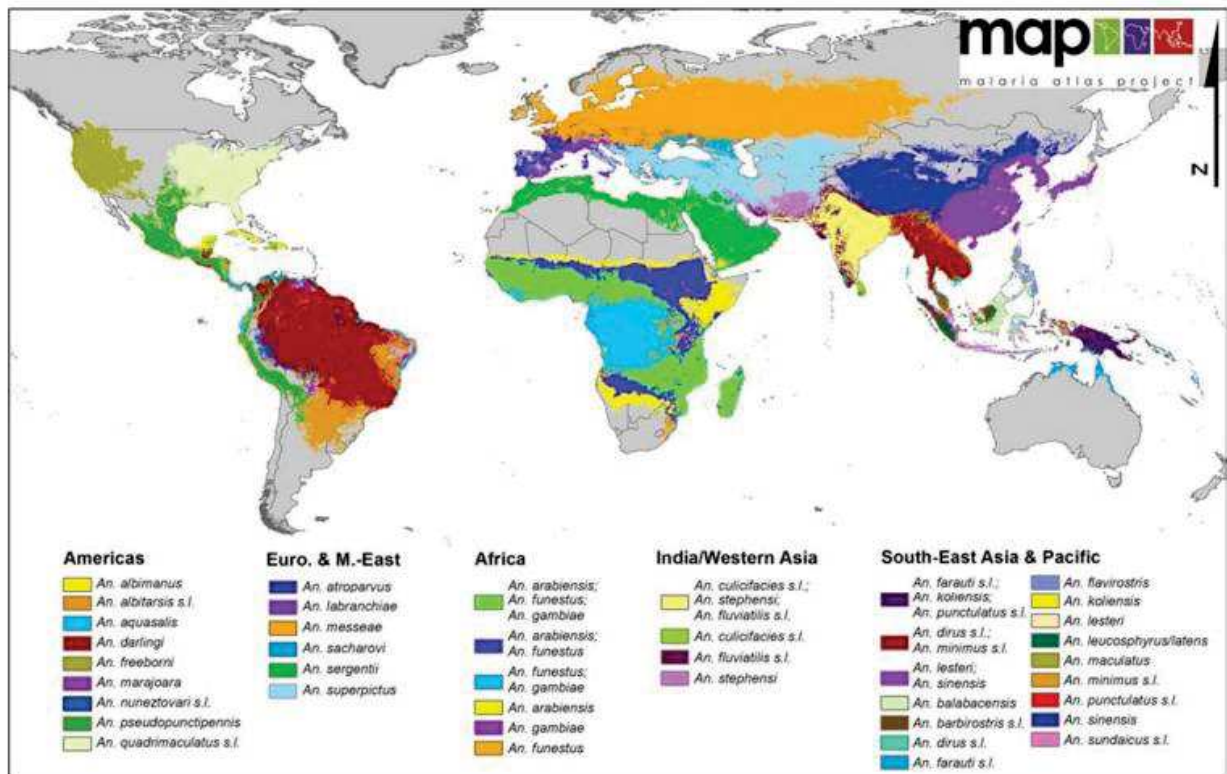 map
malaria atlas project
N
Americas
An. albimanus
An. albitarsis s.l.
An. aquasalis
An. darlingi
An. freeborni
An. marajoara
An. nuneztovari s.l.
An. pseudopunctipennis
An. quadrimaculatus s.l.
Euro. & M.-East
An. atroparvus
An. labranchiae
An. messeae
An. sacharovi
An. sergentii
An. superpictus
Africa
An. arabiensis;
An. funestus;
An. gambiae
An. arabiensis;
An. funestus
An. funestus;
An. gambiae
An. arabiensis
An. gambiae
An. funestus
India/Western Asia
An. culicifacies s.l.;
An. stephensi;
An. fluviatilis s.l.
An. culicifacies s.l.
An. fluviatilis s.l.
An. stephensi
South-East Asia & Pacific
An. farauti s.l.;
An. koliensis;
An. punctulatus s.l.
An. dirus s.l.;
An. minimus s.l.
An. lesteri;
An. sinensis
An. balabacensis
An. barbirostris s.l.
An. dirus s.l.
An. farauti s.l.
An. flavirostris
An. koliensis
An. lesteri
An. leucosphyrus/latens
An. maculatus
An. minimus s.l.
An. punctulatus s.l.
An. sinensis
An. sundaicus s.l.